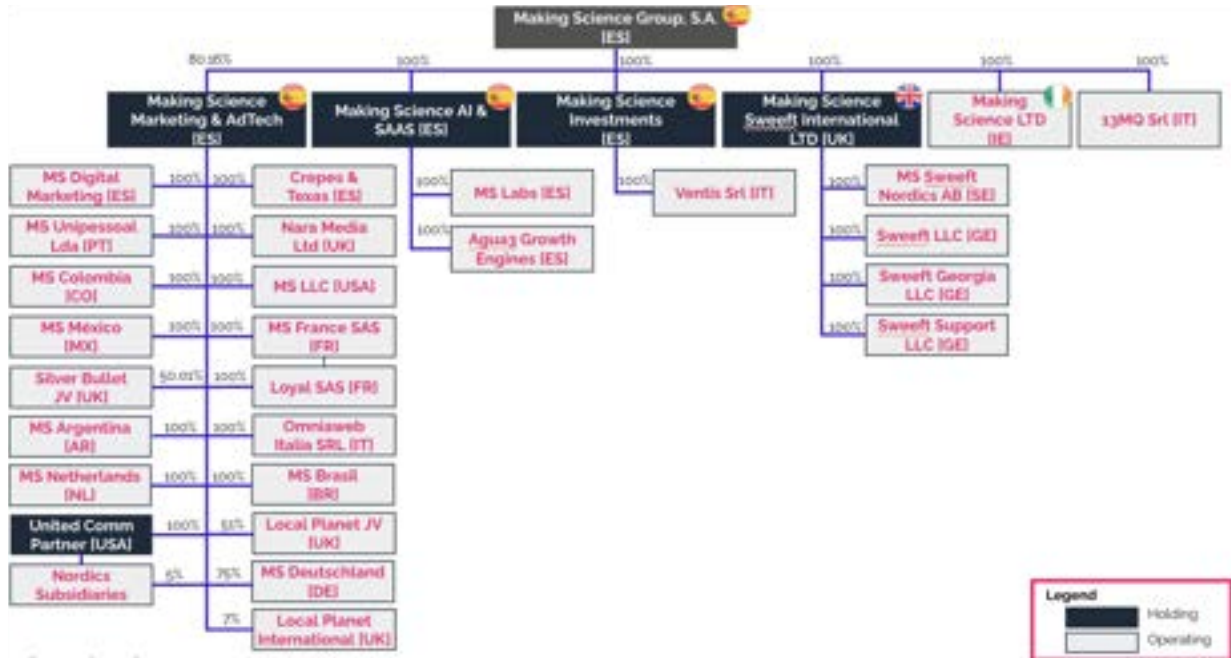 Making Science Group, S.A.
[ES]
80.16%
100%
100%
100%
100%
100%
Making Science
Marketing & AdTech
[ES]
Making Science AI &
SAAS [ES]
Making Science
Investments
[ES]
Making Science
Sweeft International
LTD [UK]
Making
Science LTD
[IE]
13MQ Srl [IT]
MS Digital
Marketing [ES]
100%
100%
Crepes &
Texas [ES]
100%
MS Labs [ES]
100%
Ventis Srl [IT]
100%
MS Sweeft
Nordics AB [SE]
MS Unipessoal
Lda [PT]
100%
100%
Nara Media
Ltd [UK]
100%
Agua3 Growth
Engines [ES]
100%
Sweeft LLC [GE]
MS Colombia
[CO]
100%
100%
MS LLC [USA]
100%
Sweeft Georgia
LLC [GE]
MS México
[MX]
100%
100%
MS France SAS
[FR]
100%
Sweeft Support
LLC [GE]
Silver Bullet
JV [UK]
50.01%
100%
Loyal SAS [FR]
MS Argentina
[AR]
100%
100%
Omniaweb
Italia SRL [IT]
MS Netherlands
[NL]
100%
100%
MS Brasil
[BR]
United Comm
Partner [USA]
100%
51%
Local Planet JV
[UK]
Nordics
Subsidiaries
5%
75%
MS Deutschland
[DE]
7%
Local Planet
International [UK]
Legend
Holding
Operating